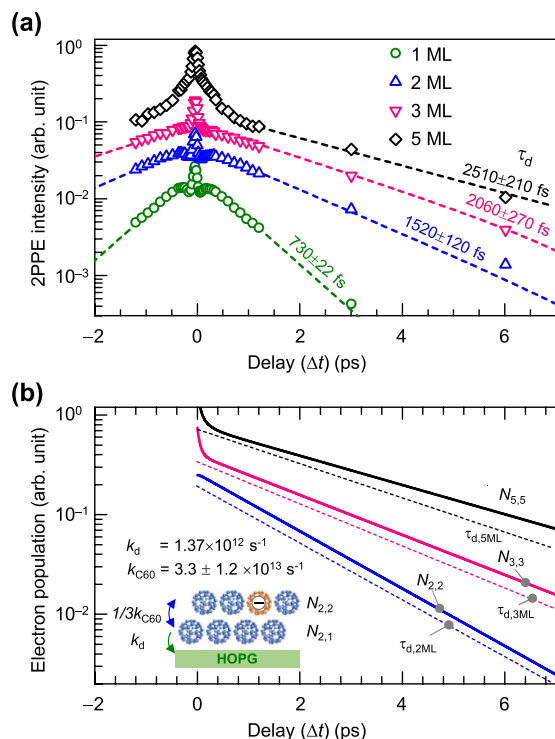 (a)
10⁰
10⁻¹
10⁻²
10⁻³
2PPE intensity (arb. unit)
1 ML
2 ML
3 ML
5 ML
τd
2510±210 fs
2060±270 fs
1520±120 fs
730±22 fs
−2 0 2 4 6
Delay (Δt) (ps)
(b)
10⁰
10⁻¹
10⁻²
Electron population (arb. unit)
N5,5
τd,5ML
N3,3
N2,2
τd,3ML
τd,2ML
kd = 1.37×10¹² s⁻¹
kC60 = 3.3 ± 1.2 ×10¹³ s⁻¹
1/3kC60
N2,2
kd
N2,1
HOPG
−2 0 2 4 6
Delay (Δt) (ps)